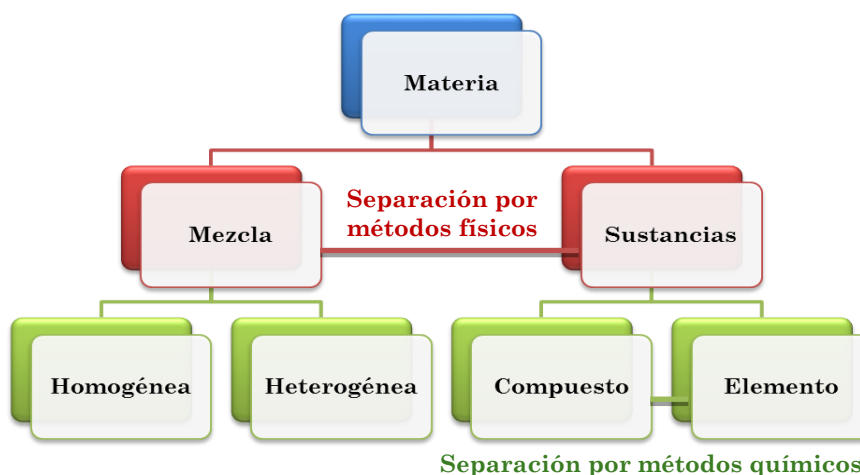 Materia
Separación por
métodos físicos
Mezcla
Sustancias
Homogénea
Heterogénea
Compuesto
Elemento
Separación por métodos químicos